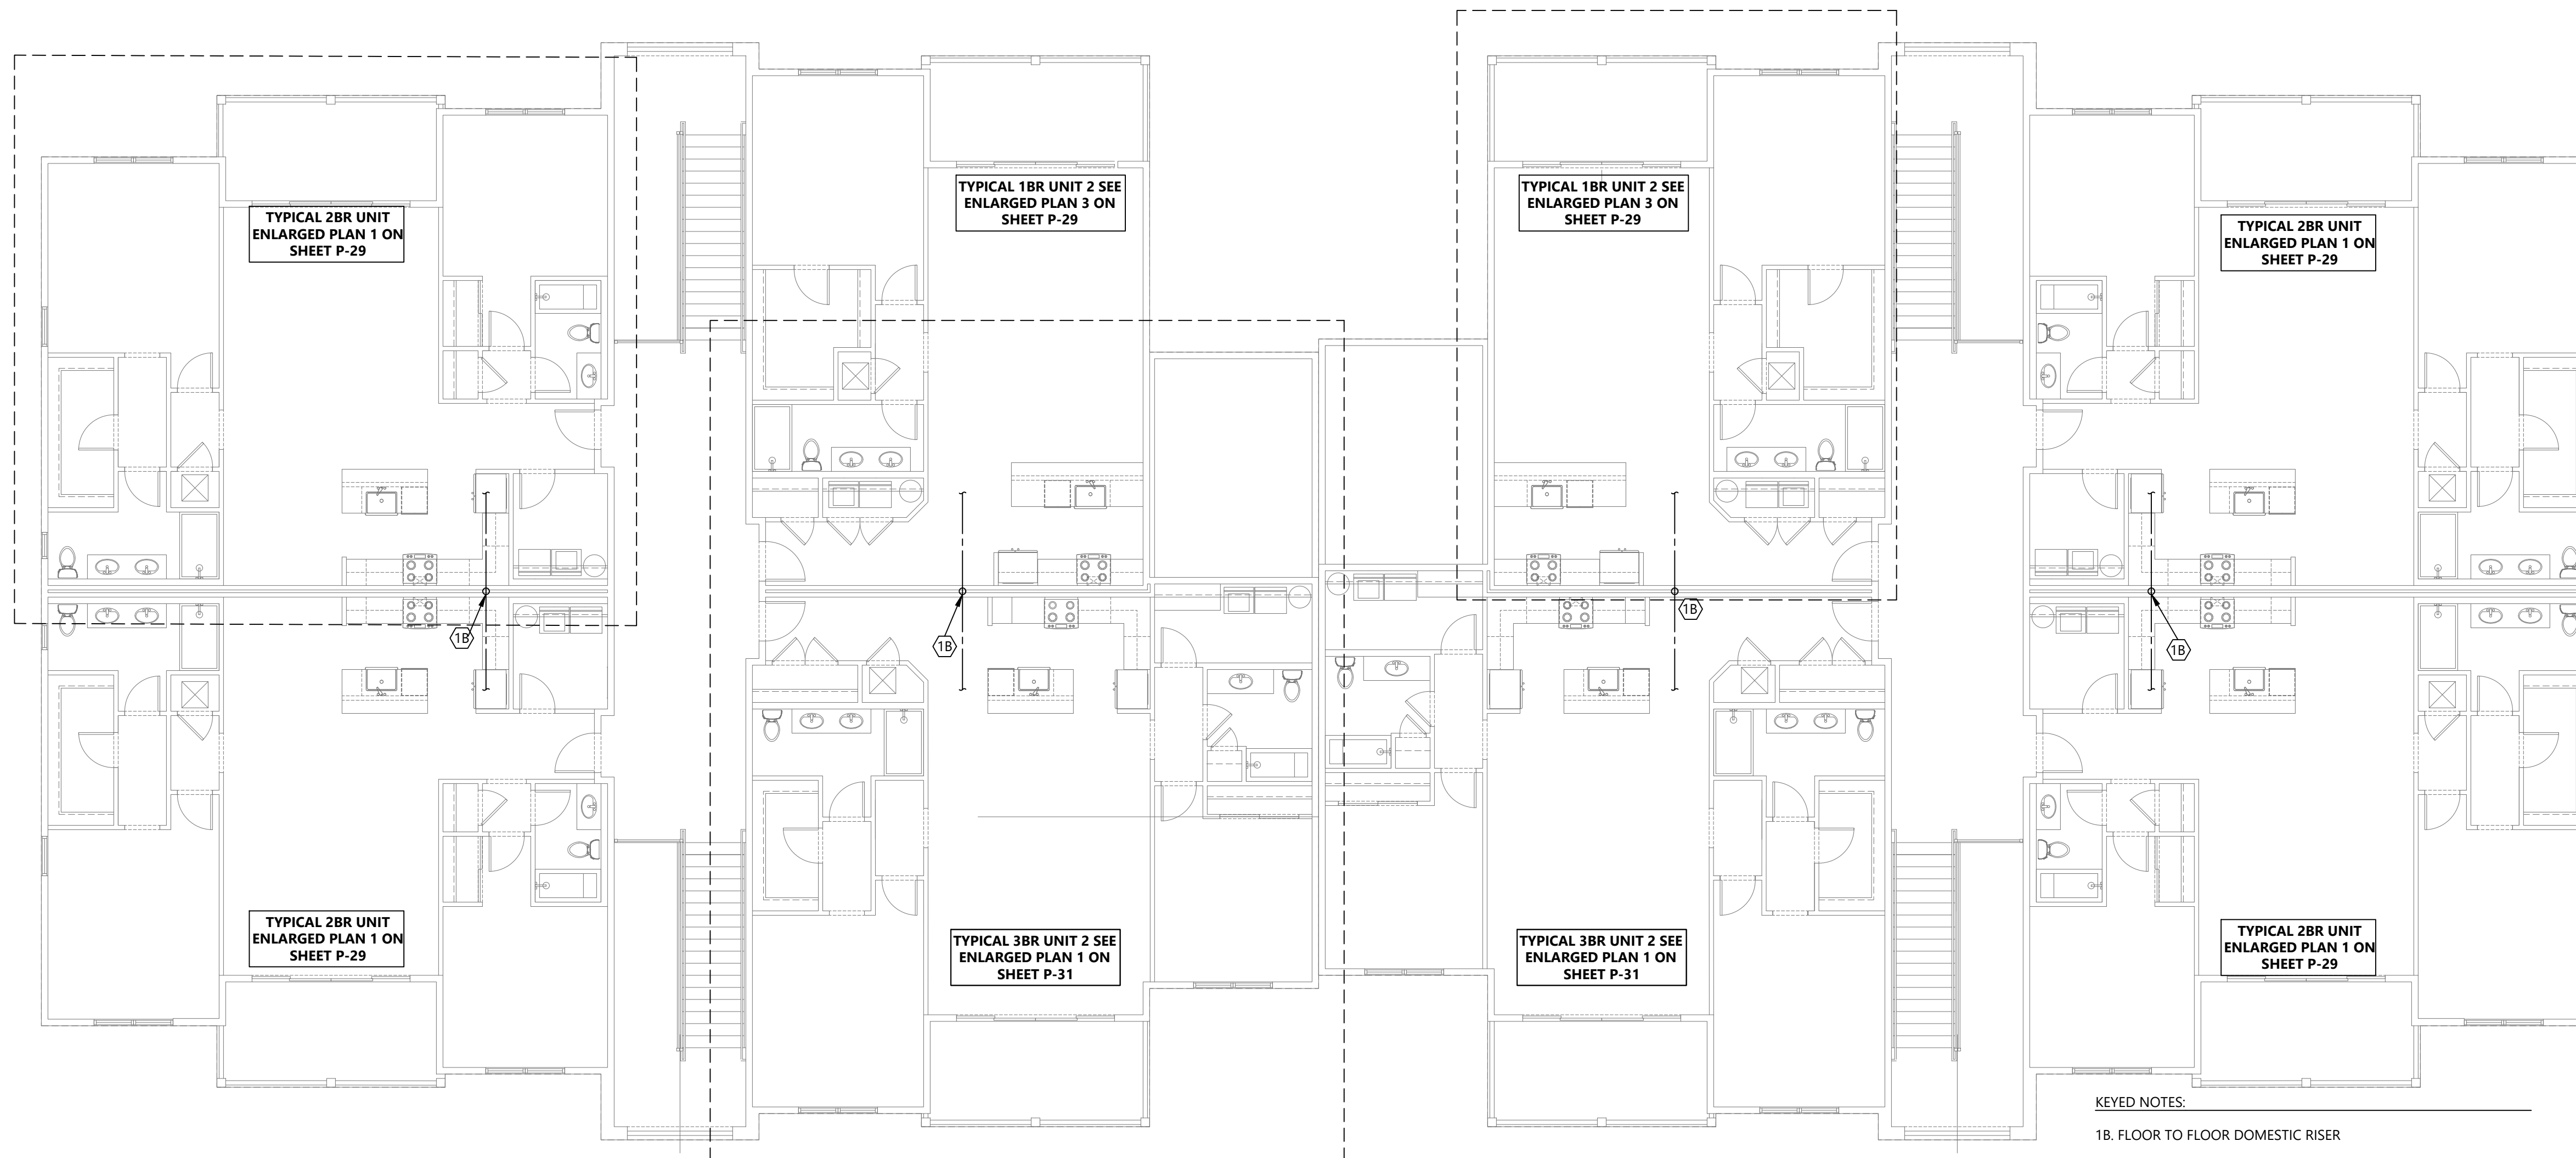 TYPICAL 2BR UNIT
ENLARGED PLAN 1 ON
SHEET P-29
TYPICAL 1BR UNIT 2 SEE
ENLARGED PLAN 3 ON
SHEET P-29
TYPICAL 1BR UNIT 2 SEE
ENLARGED PLAN 3 ON
SHEET P-29
TYPICAL 2BR UNIT
ENLARGED PLAN 1 ON
SHEET P-29
1B
1B
1B
1B
TYPICAL 2BR UNIT
ENLARGED PLAN 1 ON
SHEET P-29
TYPICAL 3BR UNIT 2 SEE
ENLARGED PLAN 1 ON
SHEET P-31
TYPICAL 3BR UNIT 2 SEE
ENLARGED PLAN 1 ON
SHEET P-31
TYPICAL 2BR UNIT
ENLARGED PLAN 1 ON
SHEET P-29
KEYED NOTES:
1B. FLOOR TO FLOOR DOMESTIC RISER